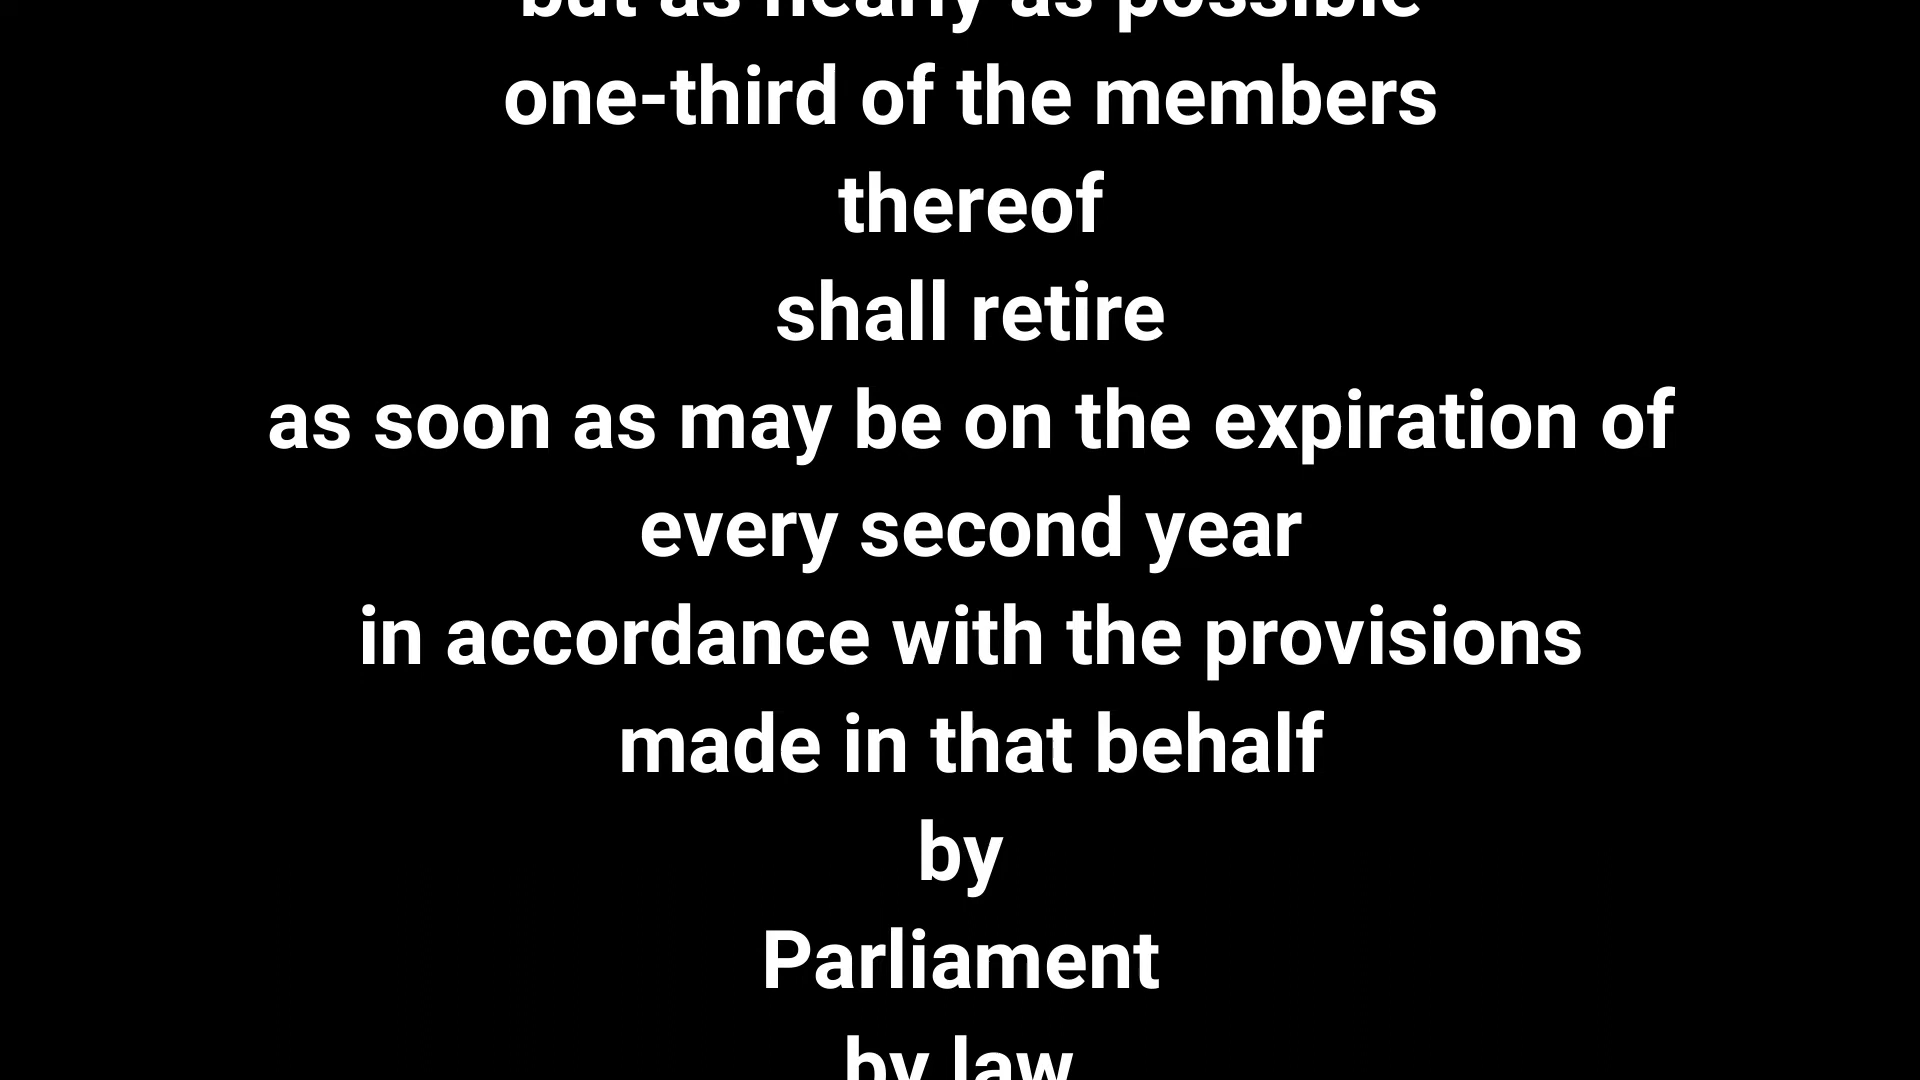 but as nearly as possible
one-third of the members
thereof
shall retire
as soon as may be on the expiration of
every second year
in accordance with the provisions
made in that behalf
by
Parliament
by law